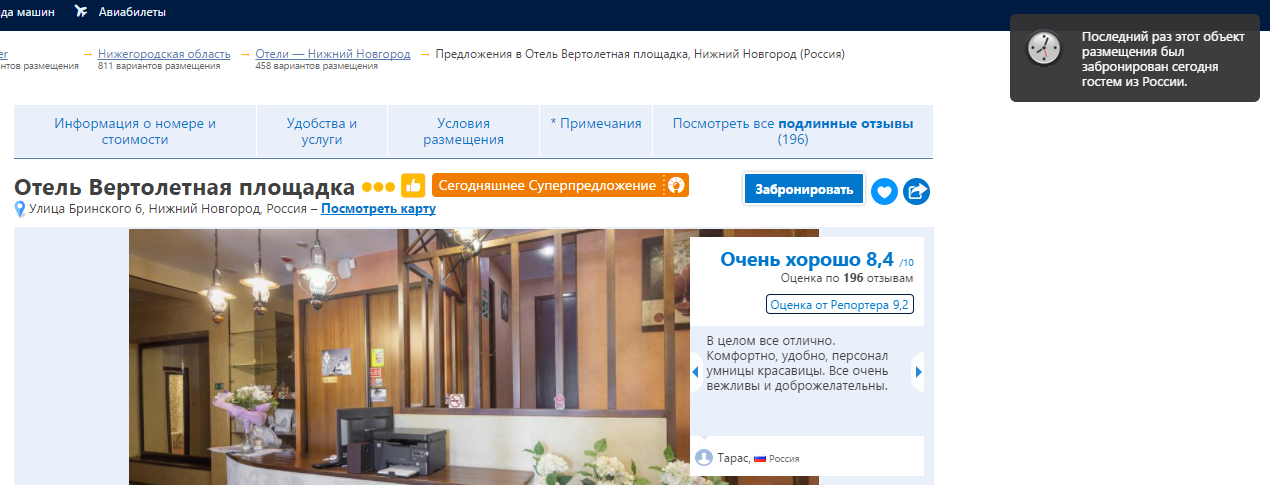 да машин Авиабилеты
Последний раз этот объект
размещения был
забронирован сегодня
гостем из России.
er → Нижегородская область → Отели — Нижний Новгород → Предложения в Отель Вертолетная площадка, Нижний Новгород (Россия)
нтов размещения 811 вариантов размещения 458 вариантов размещения
Информация о номере и
стоимости
Удобства и
услуги
Условия
размещения
* Примечания
Посмотреть все подлинные отзывы
(196)
Отель Вертолетная площадка
Сегодняшнее Суперпредложение
Забронировать
Улица Бринского 6, Нижний Новгород, Россия – Посмотреть карту
Очень хорошо 8,4 /10
Оценка по 196 отзывам
Оценка от Репортера 9,2
В целом все отлично.
Комфортно, удобно, персонал
умницы красавицы. Все очень
вежливы и доброжелательны.
Тарас, Россия